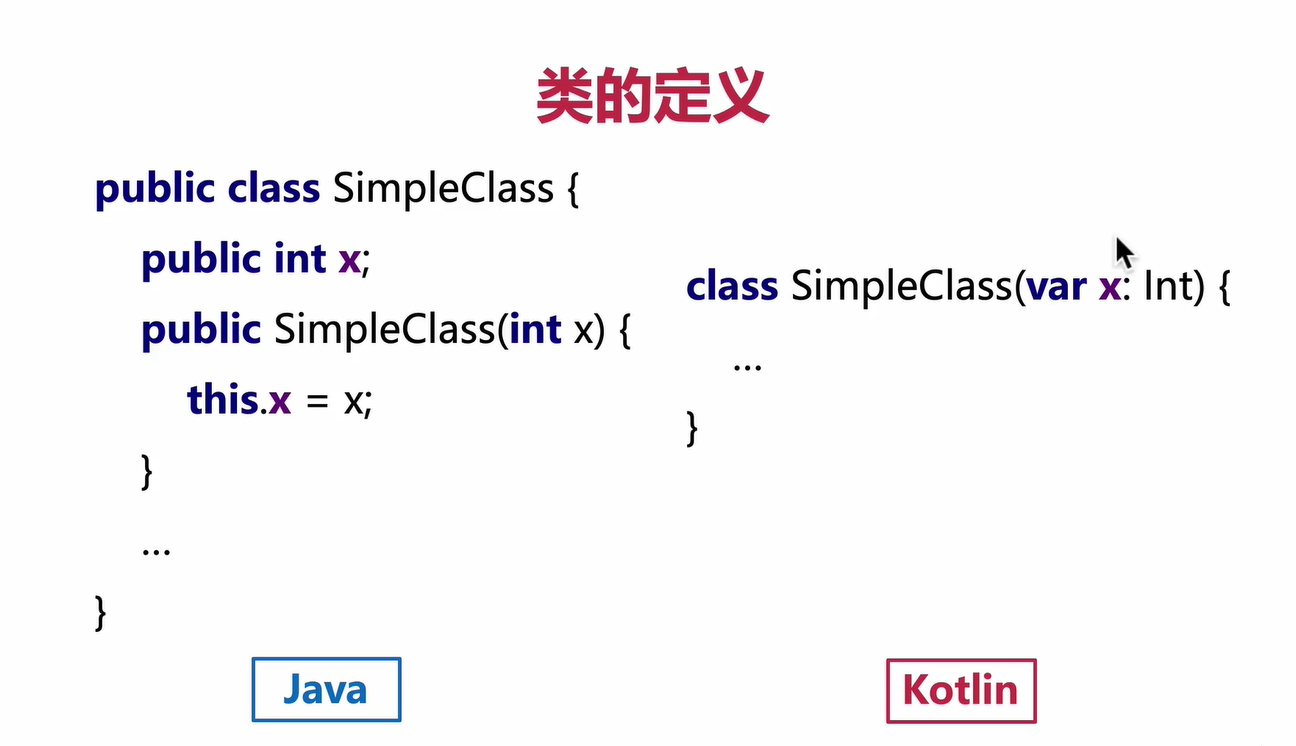 类的定义
public class SimpleClass {
public int x;
public SimpleClass(int x) {
this.x = x;
}
...
}
Java
class SimpleClass(var x: Int) {
...
}
Kotlin